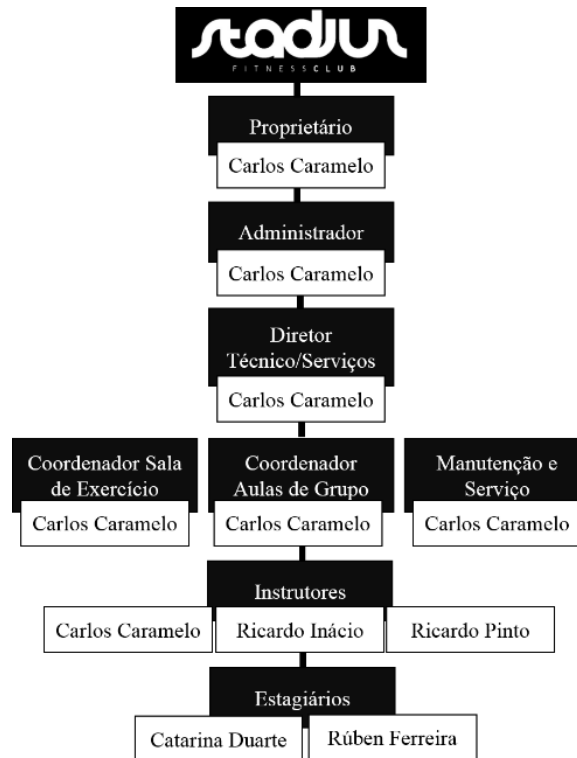 stadium
FITNESSCLUB
Proprietário
Carlos Caramelo
Administrador
Carlos Caramelo
Diretor
Técnico/Serviços
Carlos Caramelo
Coordenador Sala
de Exercício
Carlos Caramelo
Coordenador
Aulas de Grupo
Carlos Caramelo
Manutenção e
Serviço
Carlos Caramelo
Instrutores
Carlos Caramelo
Ricardo Inácio
Ricardo Pinto
Estagiários
Catarina Duarte
Rúben Ferreira